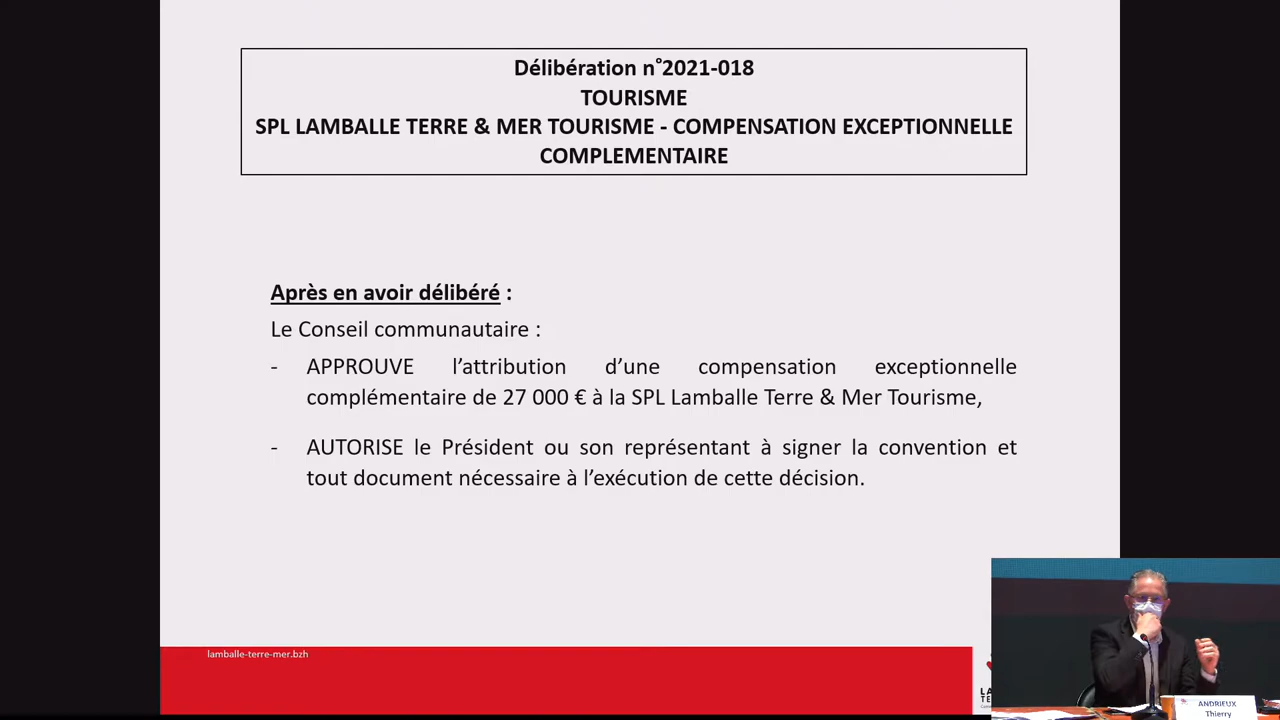 Délibération n°2021-018
TOURISME
SPL LAMBALLE TERRE & MER TOURISME - COMPENSATION EXCEPTIONNELLE
COMPLEMENTAIRE
Après en avoir délibéré :
Le Conseil communautaire :
- APPROUVE l’attribution d’une compensation exceptionnelle
complémentaire de 27 000 € à la SPL Lamballe Terre & Mer Tourisme,
- AUTORISE le Président ou son représentant à signer la convention et
tout document nécessaire à l’exécution de cette décision.
lamballe-terre-mer.bzh
ANDRIEUX
Thierry